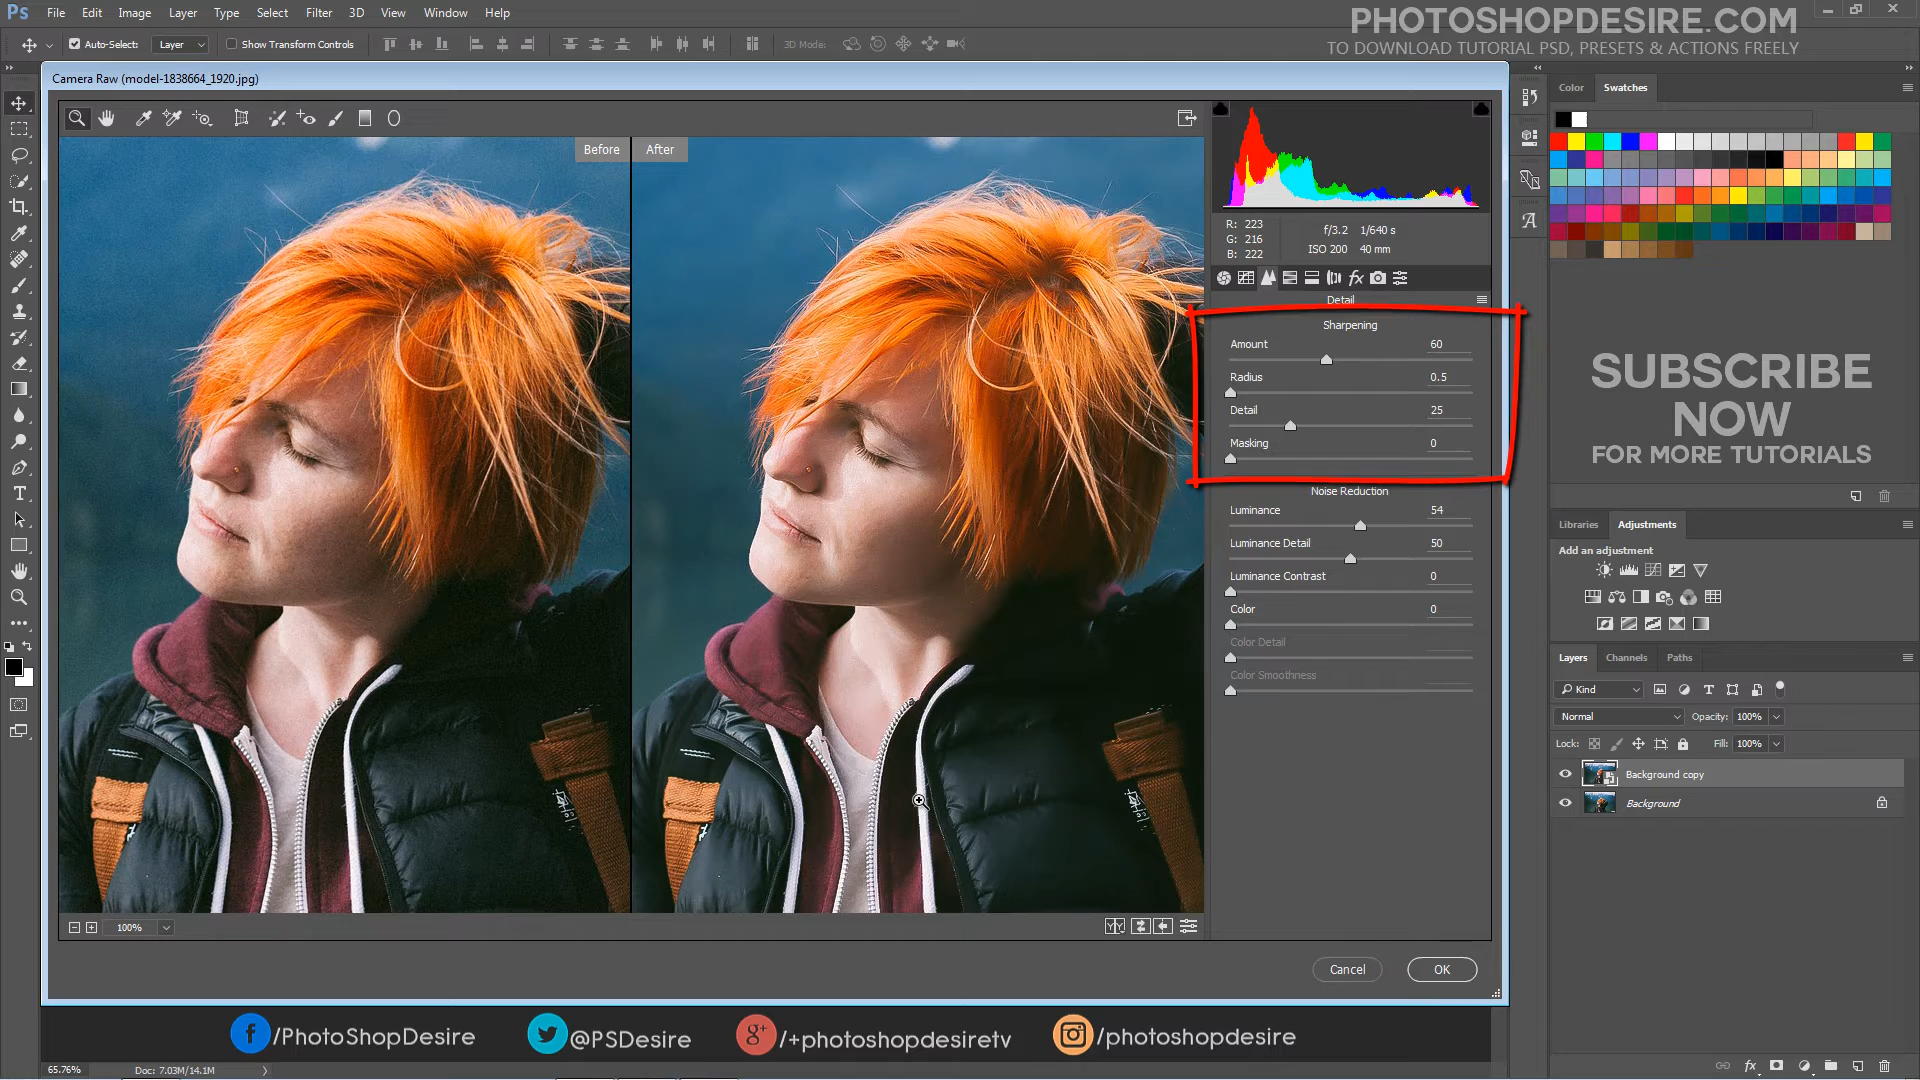 Ps File Edit Image Layer Type Select Filter 3D View Window Help
PHOTOSHOPDESIRE.COM
TO DOWNLOAD TUTORIAL PSD, PRESETS & ACTIONS FREELY
Auto-Select: Layer Show Transform Controls 3D Mode:
Camera Raw (model-1838664_1920.jpg)
Before After
R: 223
G: 216
B: 222
f/3.2 1/640 s
ISO 200 40 mm
Detail
Sharpening
Amount 60
Radius 0.5
Detail 25
Masking 0
Noise Reduction
Luminance 54
Luminance Detail 50
Luminance Contrast 0
Color 0
Color Detail
Color Smoothness
100%
Cancel OK
Color Swatches
SUBSCRIBE
NOW
FOR MORE TUTORIALS
Libraries Adjustments
Add an adjustment
Layers Channels Paths
Kind
Normal Opacity: 100%
Lock: Fill: 100%
Background copy
Background
f /PhotoShopDesire @PSDesire g+ /+photoshopdesiretv /photoshopdesire
65.76% Doc: 7.03M/14.1M